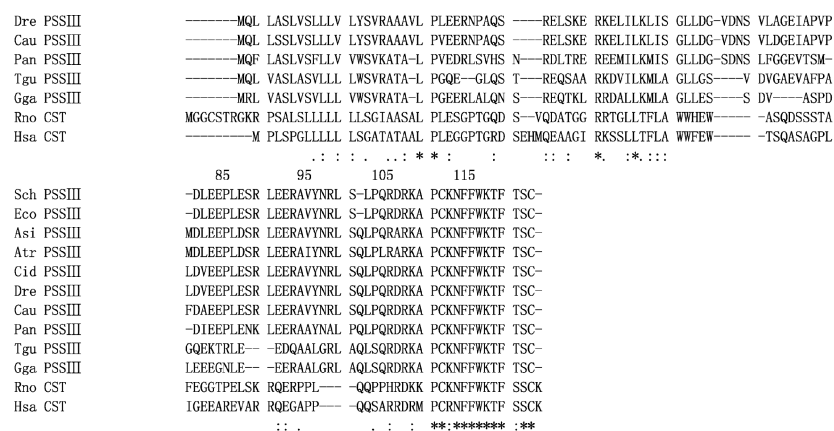 Dre PSSIII -------MQL LASLVSLLLV LYSVRAAAVL PLEERNPAQS ----RELSKE RKELILKLIS GLLDG-VDNS VLAGEIAPVP
Cau PSSIII -------MQL LASLVSLLLV LYSVRAAAVL PVEERNPAQS ----RELSKE RKELILKLIS GLLDG-VDNS VLDGEIAPVP
Pan PSSIII -------MQF LASLVSFLLV VWSVKATA-L PVEDRLSVHS N---RDLTRE REEMILKMIS GLLDG-SDNS LFGGEVTSM-
Tgu PSSIII -------MQL LASLVSLLLV VWSVRATA-L PGQE--GLQS T---REQSAA RKDVILKMLA GLLGS----V DVGAEVAFPA
Gga PSSIII -------MRL LVASLVSLLLV VWSVRATA-L PGEERLALQN S---REQTKL RRDALLKMLA GLLES----S DV----ASPD
Rno CST MGGCSTRGKR PSALSLLLLL LLSGIAASAL PLESGPTGRD S--VQDATGG RRTGLLTFLA WWHEW----- -ASQDSSSTA
Hsa CST ---------M PLSPGLLLLL LSGATATAAL PLEGGPTGRD SEHMQEAAGI RKSSLLTFLA WWFEW----- -TSQASAGPL
.: : : . . :* *: : :: : *. :*.:::
85 95 105 115
Sch PSSIII -DLEEPLESR LEERAVYNRL S-LPQRDRKA PCKNFFWKTF TSC-
Eco PSSIII -DLEEPLESR LEERAVYNRL S-LPQRDRKA PCKNFFWKTF TSC-
Asi PSSIII MDLEEPLDSR LEERAVYNRL SQLPQRARKA PCKNFFWKTF TSC-
Atr PSSIII MDLEEPLDSR LEERAIYNRL SQLPLRARKA PCKNFFWKTF TSC-
Cid PSSIII LDVEEPLESR LEERAVYNRL SQLPQRDRKA PCKNFFWKTF TSC-
Dre PSSIII LDVEEPLESR LEERAVYNRL SQLPQRDRKA PCKNFFWKTF TSC-
Cau PSSIII FDAEEPLESR LEERAVYNRL SQLPQRDRKA PCKNFFWKTF TSC-
Pan PSSIII -DIEEPLENK LEERAAYNAL PQLPQRDRKA PCKNFFWKTF TSC-
Tgu PSSIII GQEKTRLE-- -EDQAALGRL AQLSQRDRKA PCKNFFWKTF TSC-
Gga PSSIII LEEEGNLE-- -EERAALGRL AQLSQRDRKA PCKNFFWKTF TSC-
Rno CST FEGGTPELSK RQERPPL--- -QQPPHRDKK PCKNFFWKTF SSCK
Hsa CST IGEEAREVAR RQEGAPP--- -QQSARRDRM PCRNFFWKTF SSCK
:: . . : : **:******* :**